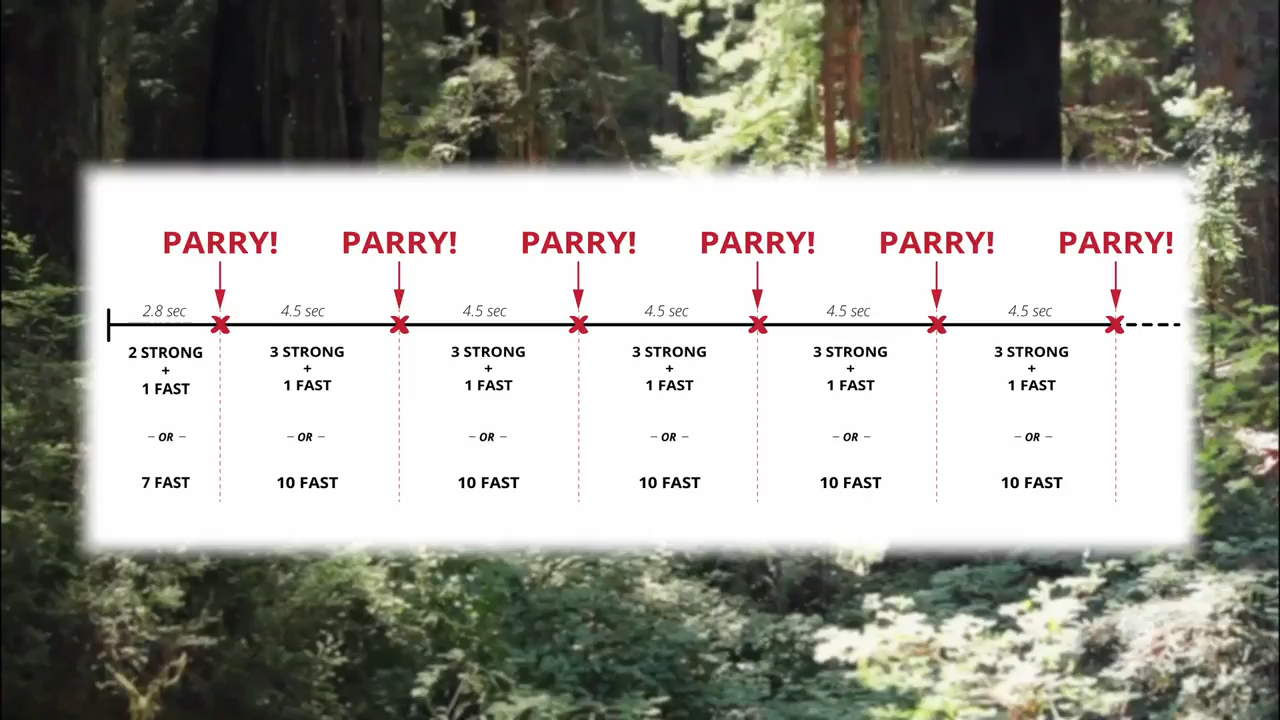 PARRY! PARRY! PARRY! PARRY! PARRY! PARRY!
2.8 sec 4.5 sec 4.5 sec 4.5 sec 4.5 sec 4.5 sec
2 STRONG 3 STRONG 3 STRONG 3 STRONG 3 STRONG 3 STRONG
+ + + + + +
1 FAST 1 FAST 1 FAST 1 FAST 1 FAST 1 FAST
– OR – – OR – – OR – – OR – – OR – – OR –
7 FAST 10 FAST 10 FAST 10 FAST 10 FAST 10 FAST